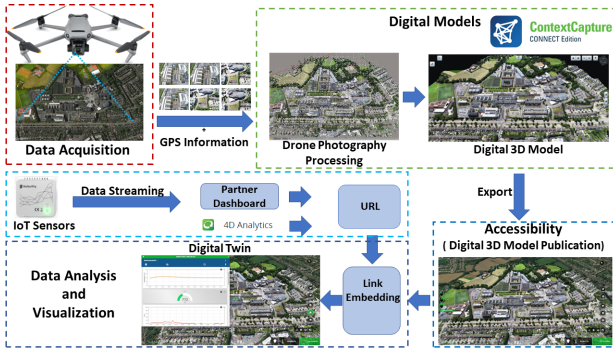 Digital Models
ContextCapture
CONNECT Edition
Data Acquisition
+
GPS Information
Drone Photography
Processing
Digital 3D Model
Export
IoT Sensors
Data Streaming
Partner
Dashboard
4D Analytics
URL
Accessibility
( Digital 3D Model Publication)
Digital Twin
Data Analysis
and
Visualization
Link
Embedding